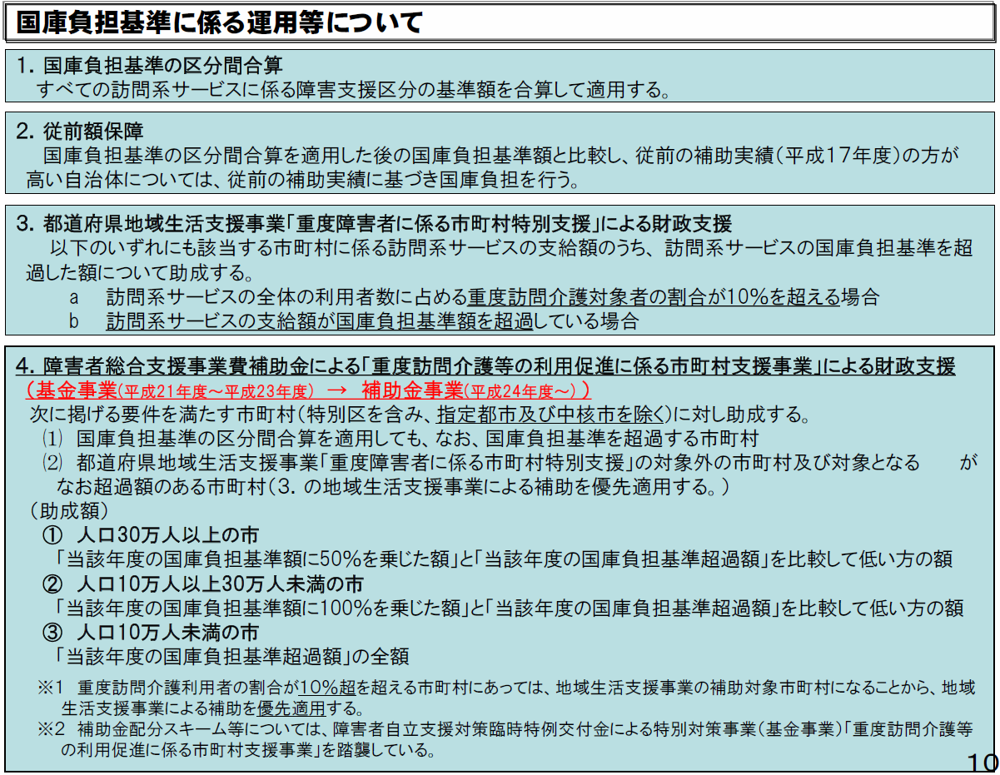 国庫負担基準に係る運用等について
1．国庫負担基準の区分間合算
すべての訪問系サービスに係る障害支援区分の基準額を合算して適用する。
2．従前額保障
国庫負担基準の区分間合算を適用した後の国庫負担基準額と比較し、従前の補助実績（平成17年度）の方が
高い自治体については、従前の補助実績に基づき国庫負担を行う。
3．都道府県地域生活支援事業「重度障害者に係る市町村特別支援」による財政支援
以下のいずれにも該当する市町村に係る訪問系サービスの支給額のうち、訪問系サービスの国庫負担基準を超
過した額について助成する。
a 訪問系サービスの全体の利用者数に占める重度訪問介護対象者の割合が10％を超える場合
b 訪問系サービスの支給額が国庫負担基準額を超過している場合
4．障害者総合支援事業費補助金による「重度訪問介護等の利用促進に係る市町村支援事業」による財政支援
（基金事業(平成21年度～平成23年度) → 補助金事業(平成24年度～)）
次に掲げる要件を満たす市町村（特別区を含み、指定都市及び中核市を除く）に対し助成する。
⑴ 国庫負担基準の区分間合算を適用しても、なお、国庫負担基準を超過する市町村
⑵ 都道府県地域生活支援事業「重度障害者に係る市町村特別支援」の対象外の市町村及び対象となる が
なお超過額のある市町村（3．の地域生活支援事業による補助を優先適用する。）
（助成額）
① 人口30万人以上の市
「当該年度の国庫負担基準額に50％を乗じた額」と「当該年度の国庫負担基準超過額」を比較して低い方の額
② 人口10万人以上30万人未満の市
「当該年度の国庫負担基準額に100％を乗じた額」と「当該年度の国庫負担基準超過額」を比較して低い方の額
③ 人口10万人未満の市
「当該年度の国庫負担基準超過額」の全額
※1 重度訪問介護利用者の割合が10％超を超える市町村にあっては、地域生活支援事業の補助対象市町村になることから、地域
生活支援事業による補助を優先適用する。
※2 補助金配分スキーム等については、障害者自立支援対策臨時特例交付金による特別対策事業（基金事業）「重度訪問介護等
の利用促進に係る市町村支援事業」を踏襲している。
10